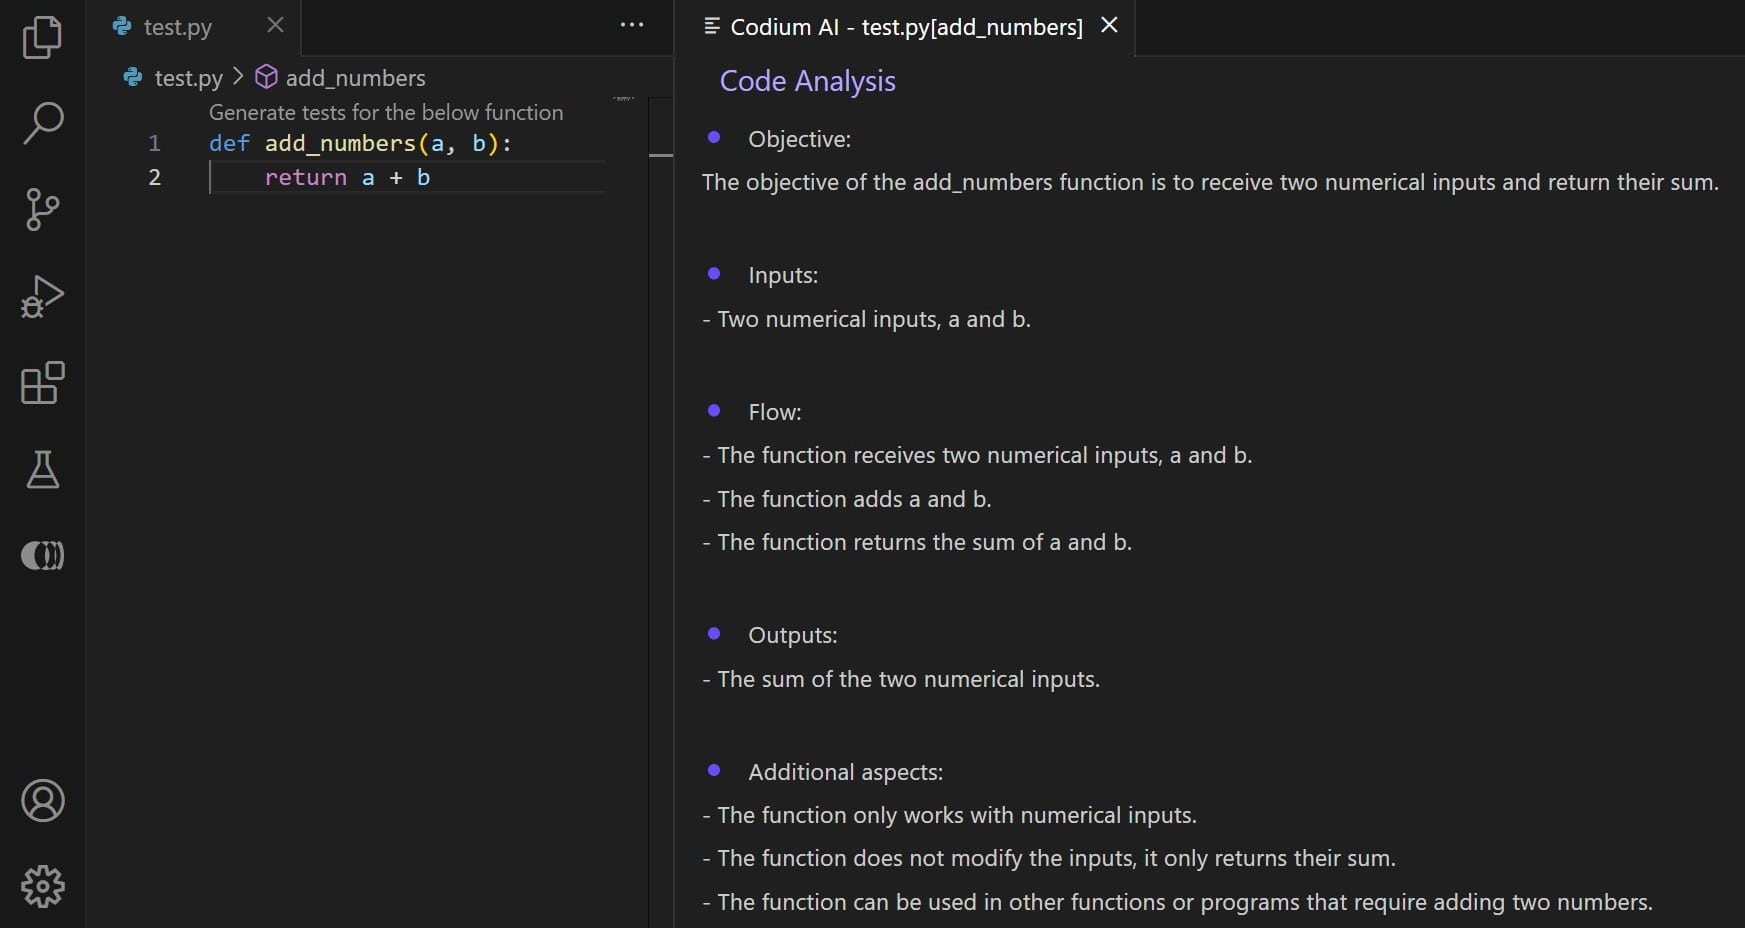 test.py
test.py > add_numbers
Generate tests for the below function
1 def add_numbers(a, b):
2 return a + b
Codium AI - test.py[add_numbers]
Code Analysis
Objective:
The objective of the add_numbers function is to receive two numerical inputs and return their sum.
Inputs:
- Two numerical inputs, a and b.
Flow:
- The function receives two numerical inputs, a and b.
- The function adds a and b.
- The function returns the sum of a and b.
Outputs:
- The sum of the two numerical inputs.
Additional aspects:
- The function only works with numerical inputs.
- The function does not modify the inputs, it only returns their sum.
- The function can be used in other functions or programs that require adding two numbers.